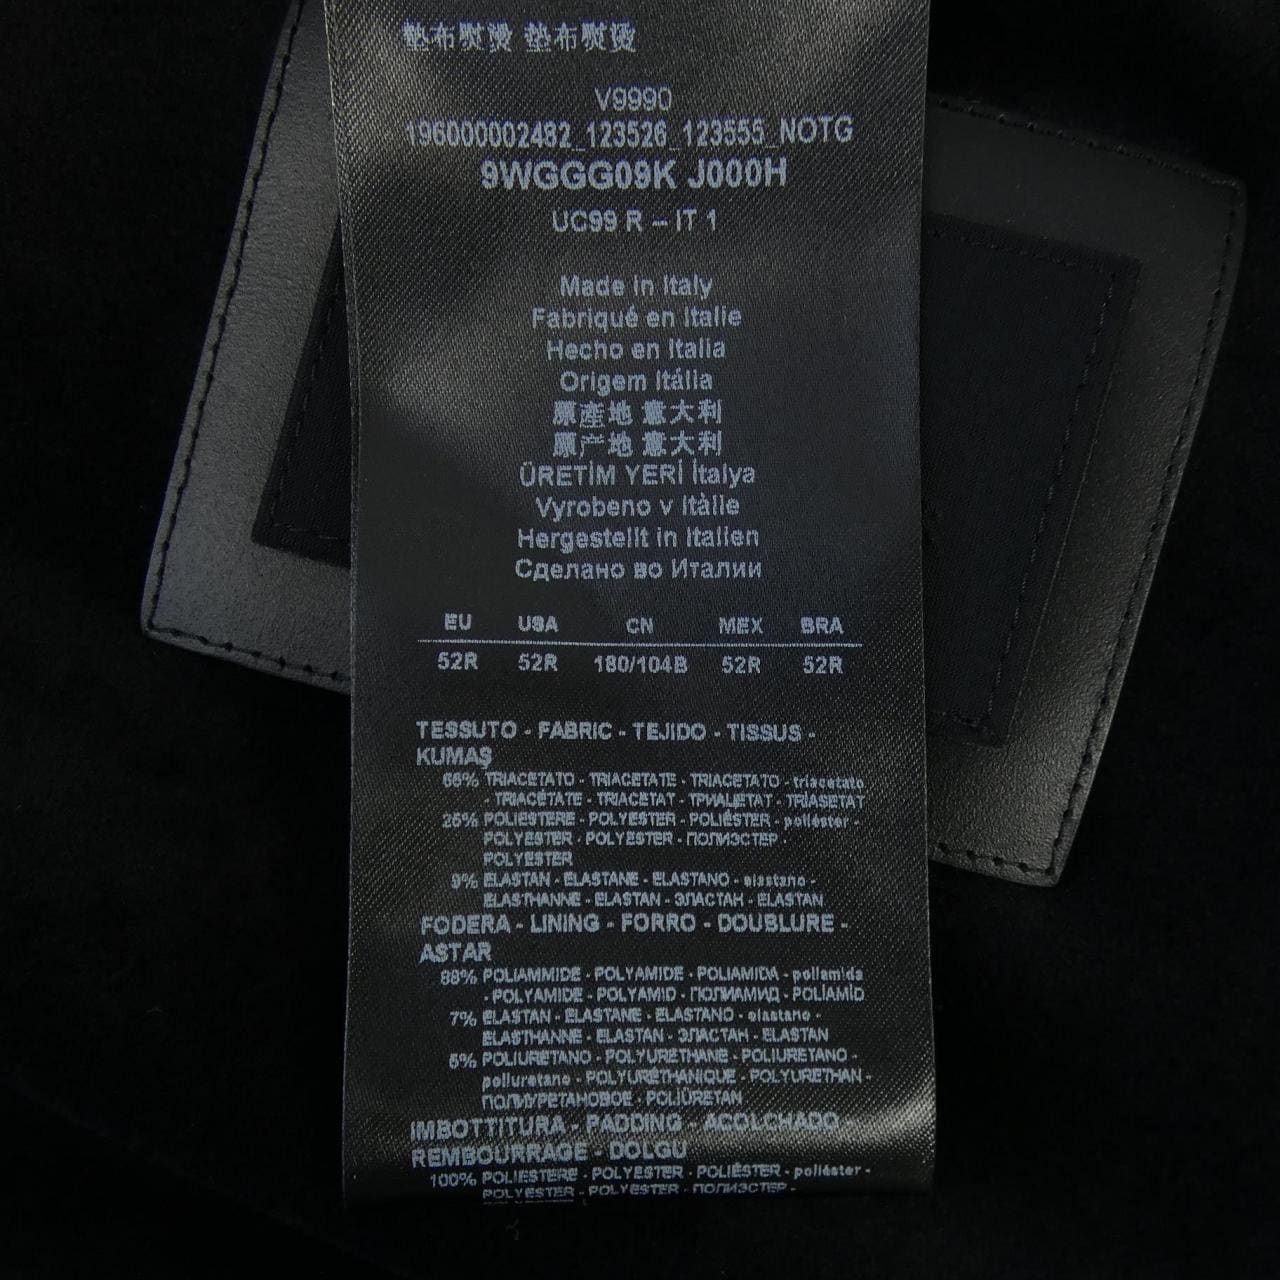 墊布熨燙 垫布熨烫
V9990
196000002482_123526_123555_NOTG
9WGGG09K J000H
UC99 R – IT 1
Made in Italy
Fabriqué en Italie
Hecho en Italia
Origem Itália
原產地 意大利
原产地 意大利
ÜRETİM YERİ İtalya
Vyrobeno v Itàlie
Hergestellt in Italien
Сделано во Италии
EU USA CN MEX BRA
52R 52R 180/104B 52R 52R
TESSUTO - FABRIC - TEJIDO - TISSUS -
KUMAŞ
66% TRIACETATO - TRIACETATE - TRIACETATO - triacetato
- TRIACÉTATE - TRIACETAT - ТРИАЦЕТАТ - TRİASETAT
25% POLIESTERE - POLYESTER - POLIÉSTER - poliéster -
POLYESTER - POLYESTER - ПОЛИЭСТЕР -
POLYESTER
9% ELASTAN - ELASTANE - ELASTANO - elastano -
ELASTHANNE - ELASTAN - ЭЛАСТАН - ELASTAN
FODERA - LINING - FORRO - DOUBLURE -
ASTAR
88% POLIAMMIDE - POLYAMIDE - POLIAMIDA - poliamida
- POLYAMIDE - POLYAMID - ПОЛИАМИД - POLİAMİD
7% ELASTAN - ELASTANE - ELASTANO - elastano -
ELASTHANNE - ELASTAN - ЭЛАСТАН - ELASTAN
5% POLIURETANO - POLYURETHANE - POLIURETANO -
poliuretano - POLYURÉTHANIQUE - POLYURETHAN -
ПОЛИУРЕТАНОВОЕ - POLİÜRETAN
IMBOTTITURA - PADDING - ACOLCHADO -
REMBOURRAGE - DOLGU
100% POLIESTERE - POLYESTER - POLIÉSTER - poliéster -
POLYESTER - POLYESTER - ПОЛИЭСТЕР -